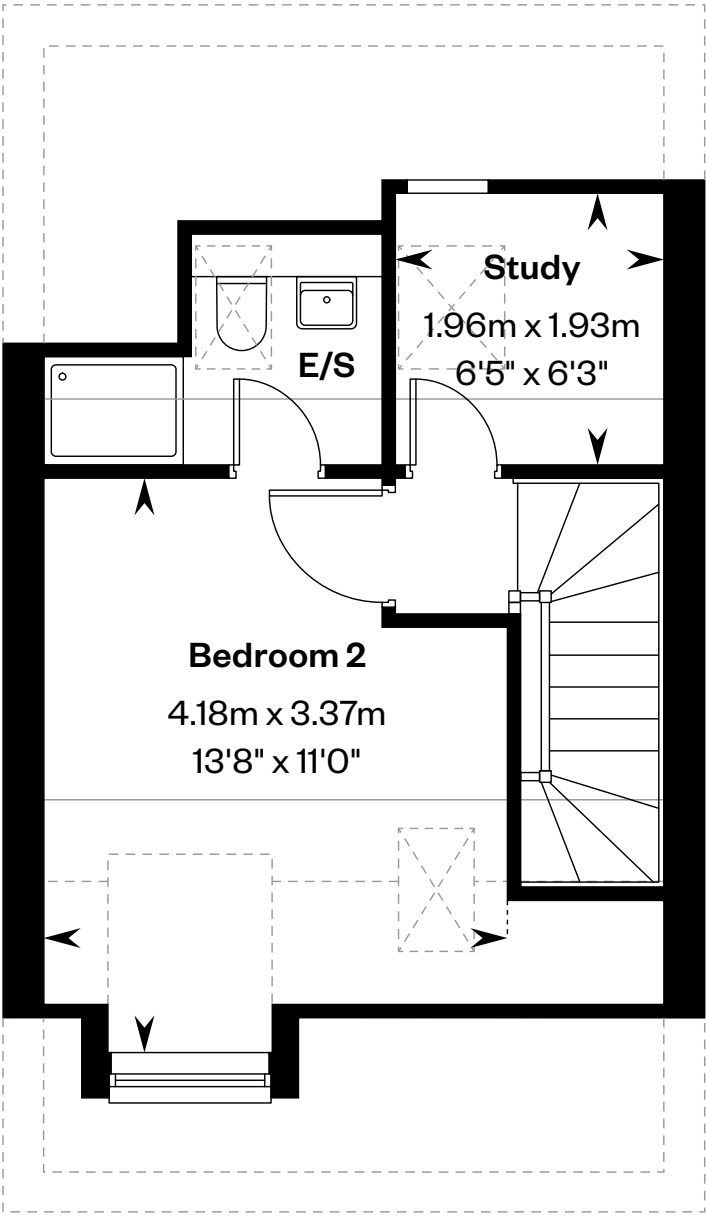 Study
1.96m x 1.93m
6'5" x 6'3"
E/S
Bedroom 2
4.18m x 3.37m
13'8" x 11'0"